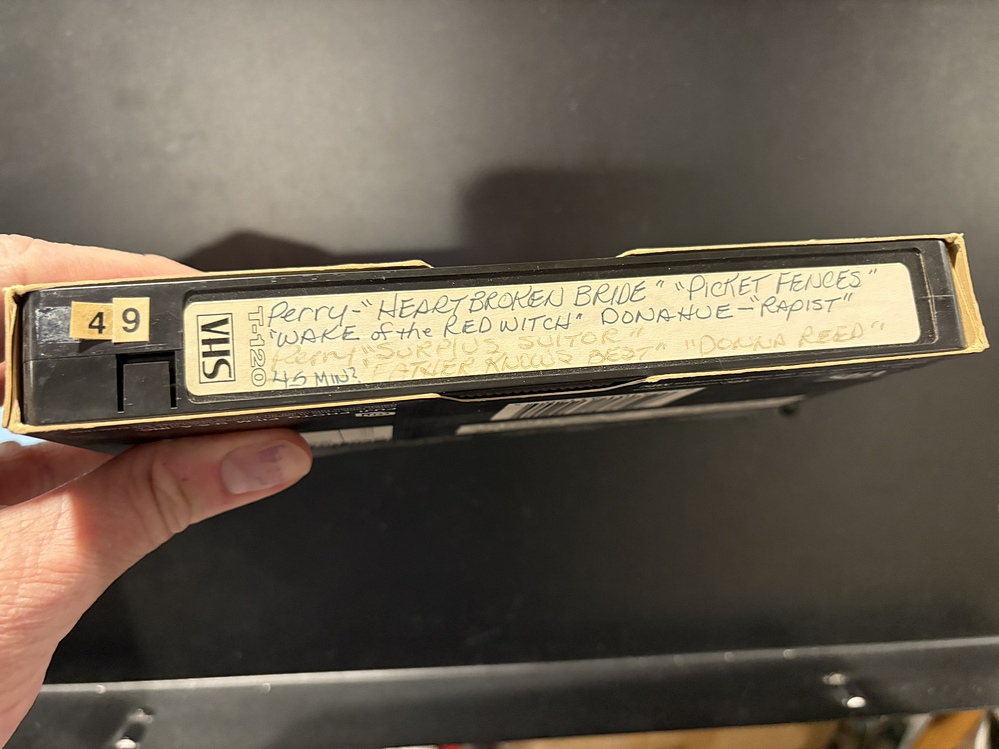 49
VHS
T-120
Perry-"HEARTBROKEN BRIDE" "PICKET FENCES"
"WAKE of the RED WITCH" DONAHUE-"RAPIST"
Perry "SURPLUS SUITOR"
"FATHER KNOWS BEST" "DONNA REED"
45 MIN?